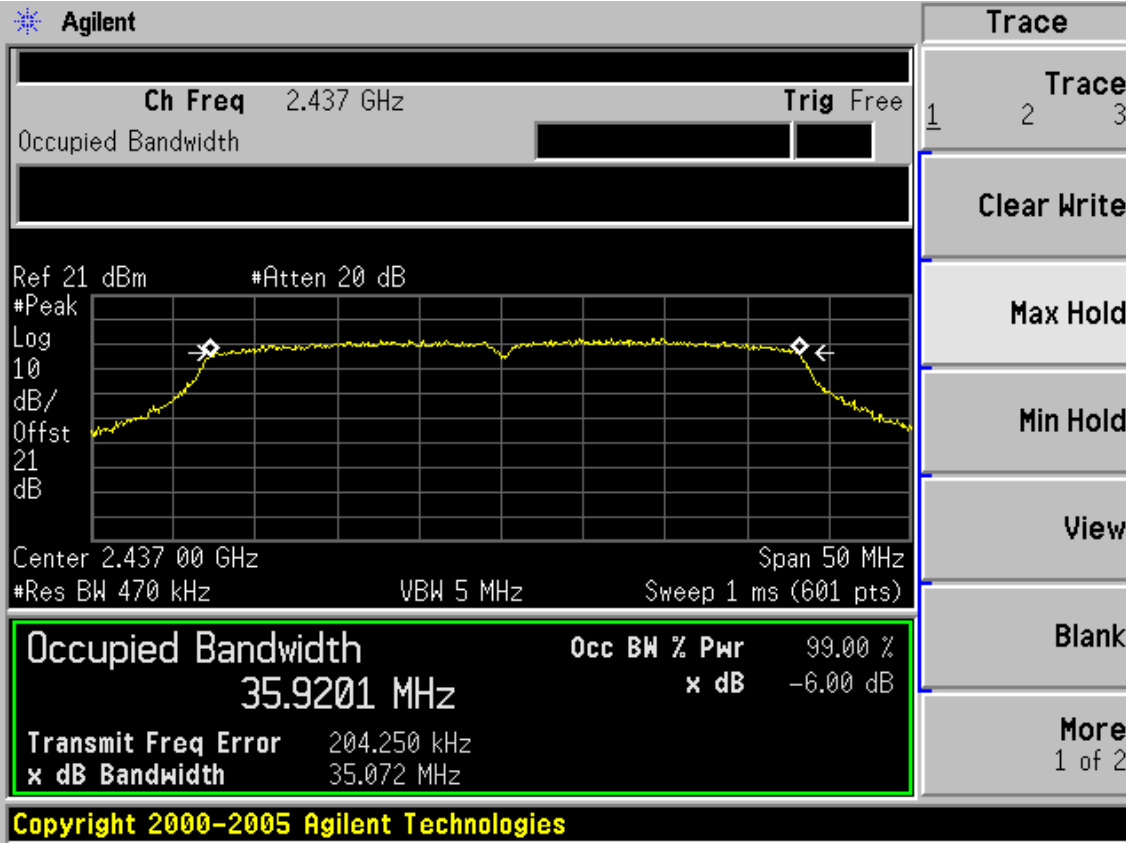 Agilent
Trace
Ch Freq 2.437 GHz Trig Free
Occupied Bandwidth
Trace
1 2 3
Clear Write
Ref 21 dBm #Atten 20 dB
#Peak
Log
10
dB/
Offst
21
dB
Max Hold
Min Hold
View
Center 2.437 00 GHz Span 50 MHz
#Res BW 470 kHz VBW 5 MHz Sweep 1 ms (601 pts)
Occupied Bandwidth
35.9201 MHz
Occ BW % Pwr 99.00 %
x dB -6.00 dB
Transmit Freq Error 204.250 kHz
x dB Bandwidth 35.072 MHz
Blank
More
1 of 2
Copyright 2000-2005 Agilent Technologies